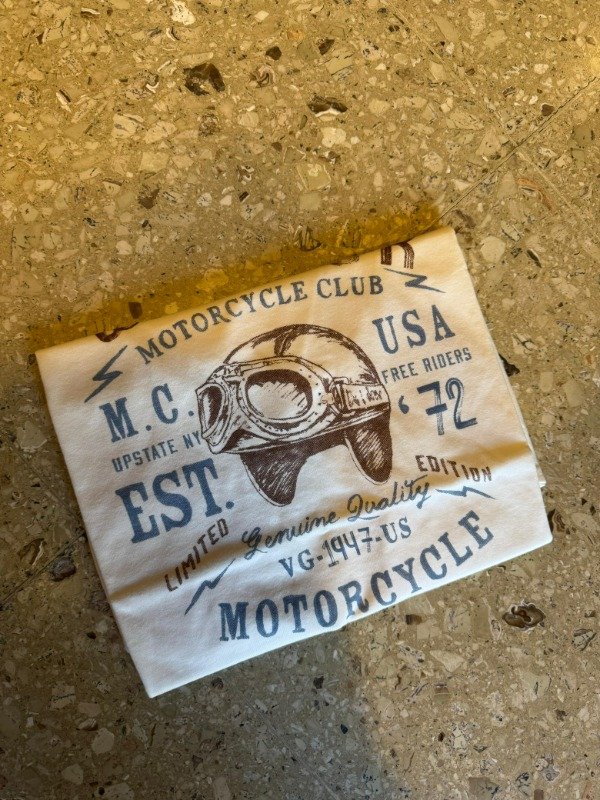 MOTORCYCLE CLUB
USA
FREE RIDERS
M.C.
'72
UPSTATE NY
EST.
EDITION
LIMITED
Genuine Quality
VG-1947-US
MOTORCYCLE